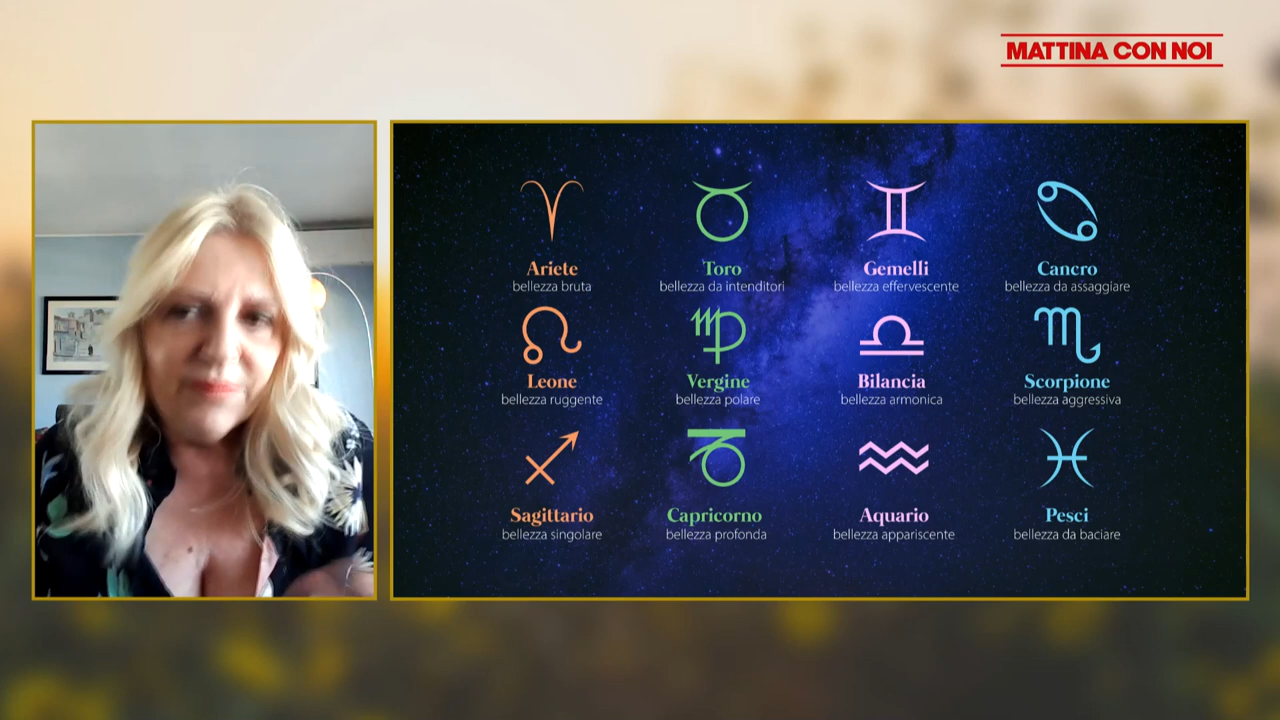 MATTINA CON NOI
Ariete
bellezza bruta
Toro
bellezza da intenditori
Gemelli
bellezza effervescente
Cancro
bellezza da assaggiare
Leone
bellezza ruggente
Vergine
bellezza polare
Bilancia
bellezza armonica
Scorpione
bellezza aggressiva
Sagittario
bellezza singolare
Capricorno
bellezza profonda
Aquario
bellezza appariscente
Pesci
bellezza da baciare